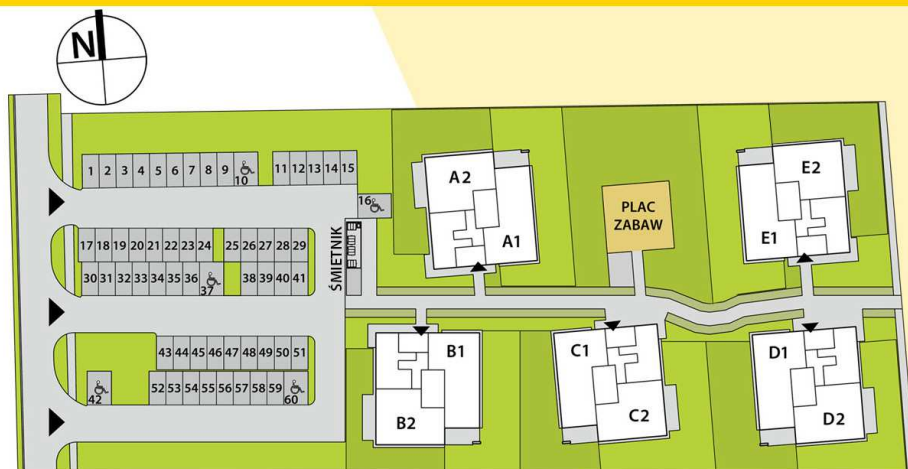 N
1 2 3 4 5 6 7 8 9 10 11 12 13 14 15
16
17 18 19 20 21 22 23 24 25 26 27 28 29
30 31 32 33 34 35 36 37 38 39 40 41
43 44 45 46 47 48 49 50 51
42 52 53 54 55 56 57 58 59 60
ŚMIETNIK
A2
A1
PLAC
ZABAW
E2
E1
B1
B2
C1
C2
D1
D2